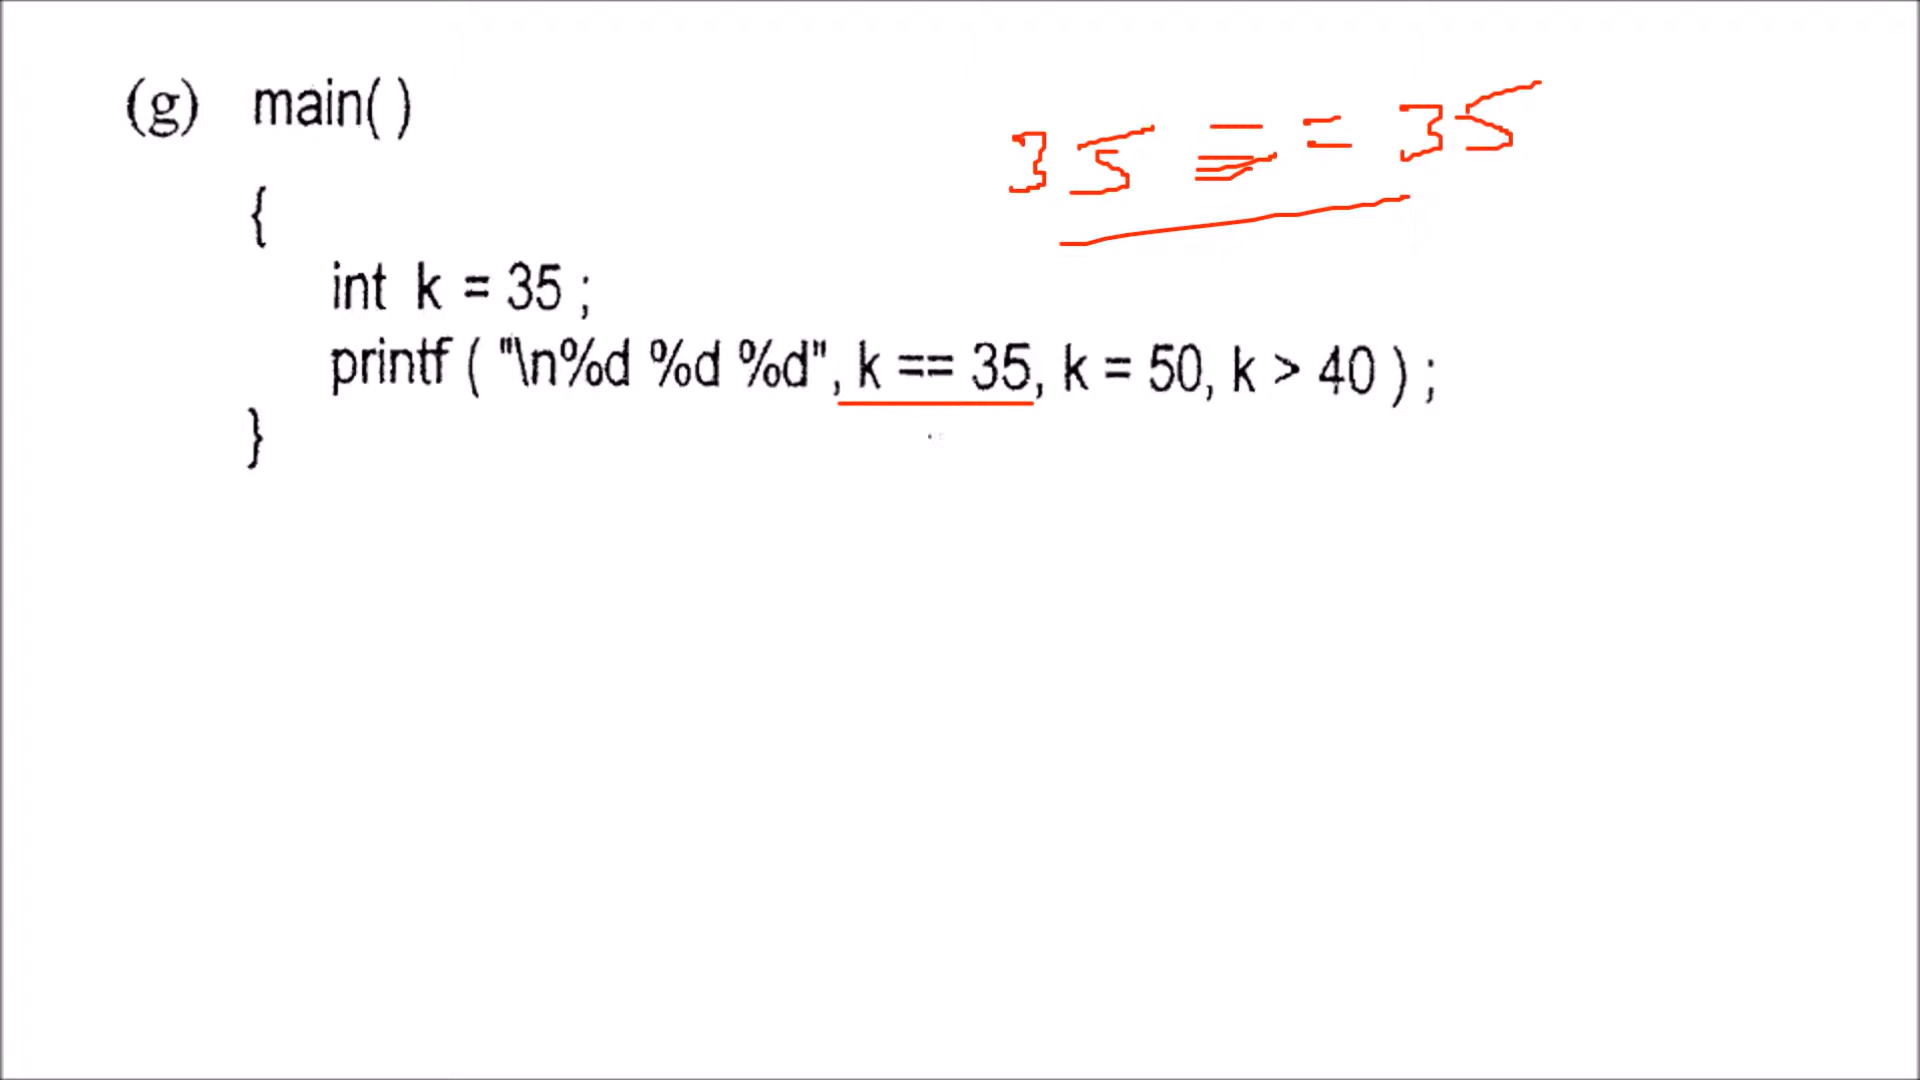 (g) main( )
35 == = 35
{
int k = 35 ;
printf ( "\n%d %d %d", k == 35, k = 50, k > 40 ) ;
}